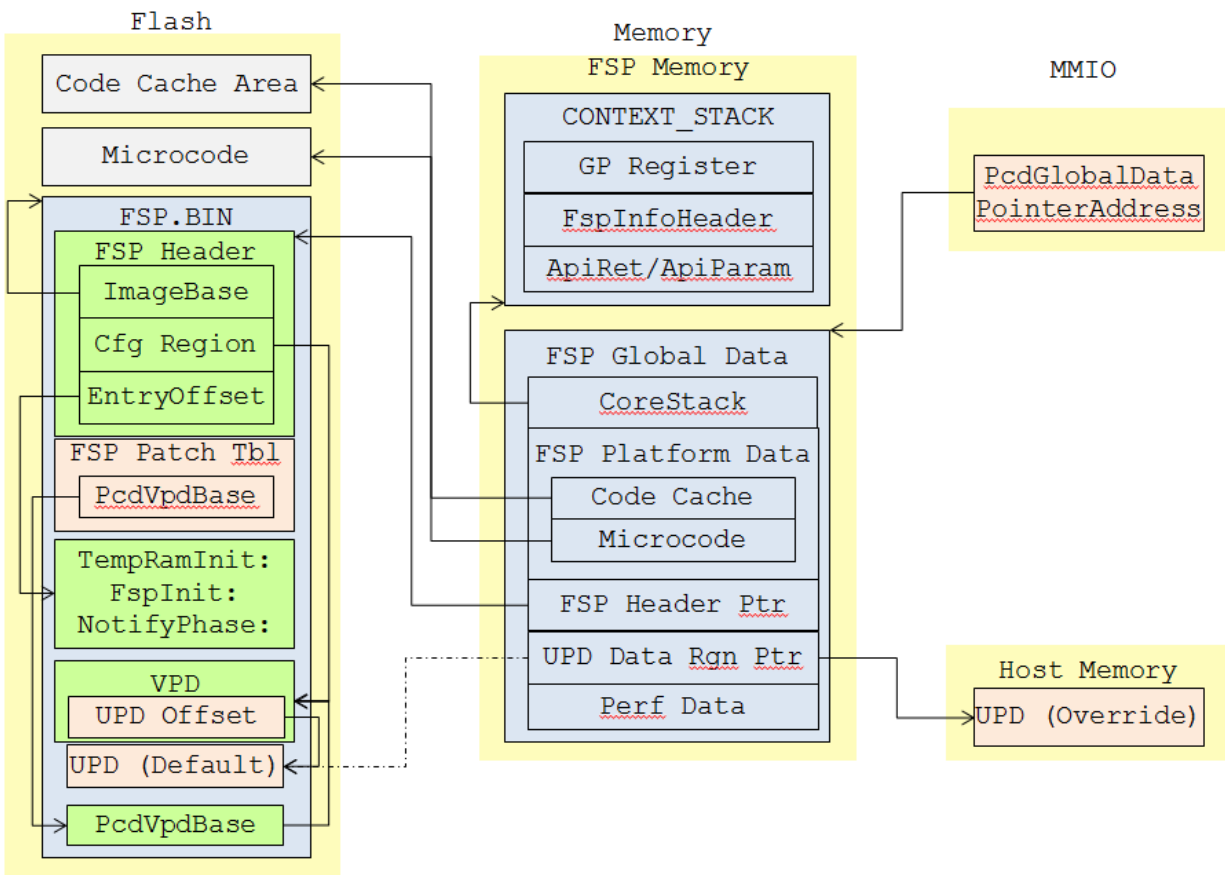 Flash
Code Cache Area
Microcode
FSP.BIN
FSP Header
ImageBase
Cfg Region
EntryOffset
FSP Patch Tbl
PcdVpdBase
TempRamInit:
FspInit:
NotifyPhase:
VPD
UPD Offset
UPD (Default)
PcdVpdBase
Memory
FSP Memory
CONTEXT_STACK
GP Register
FspInfoHeader
ApiRet/ApiParam
FSP Global Data
CoreStack
FSP Platform Data
Code Cache
Microcode
FSP Header Ptr
UPD Data Rgn Ptr
Perf Data
MMIO
PcdGlobalData
PointerAddress
Host Memory
UPD (Override)